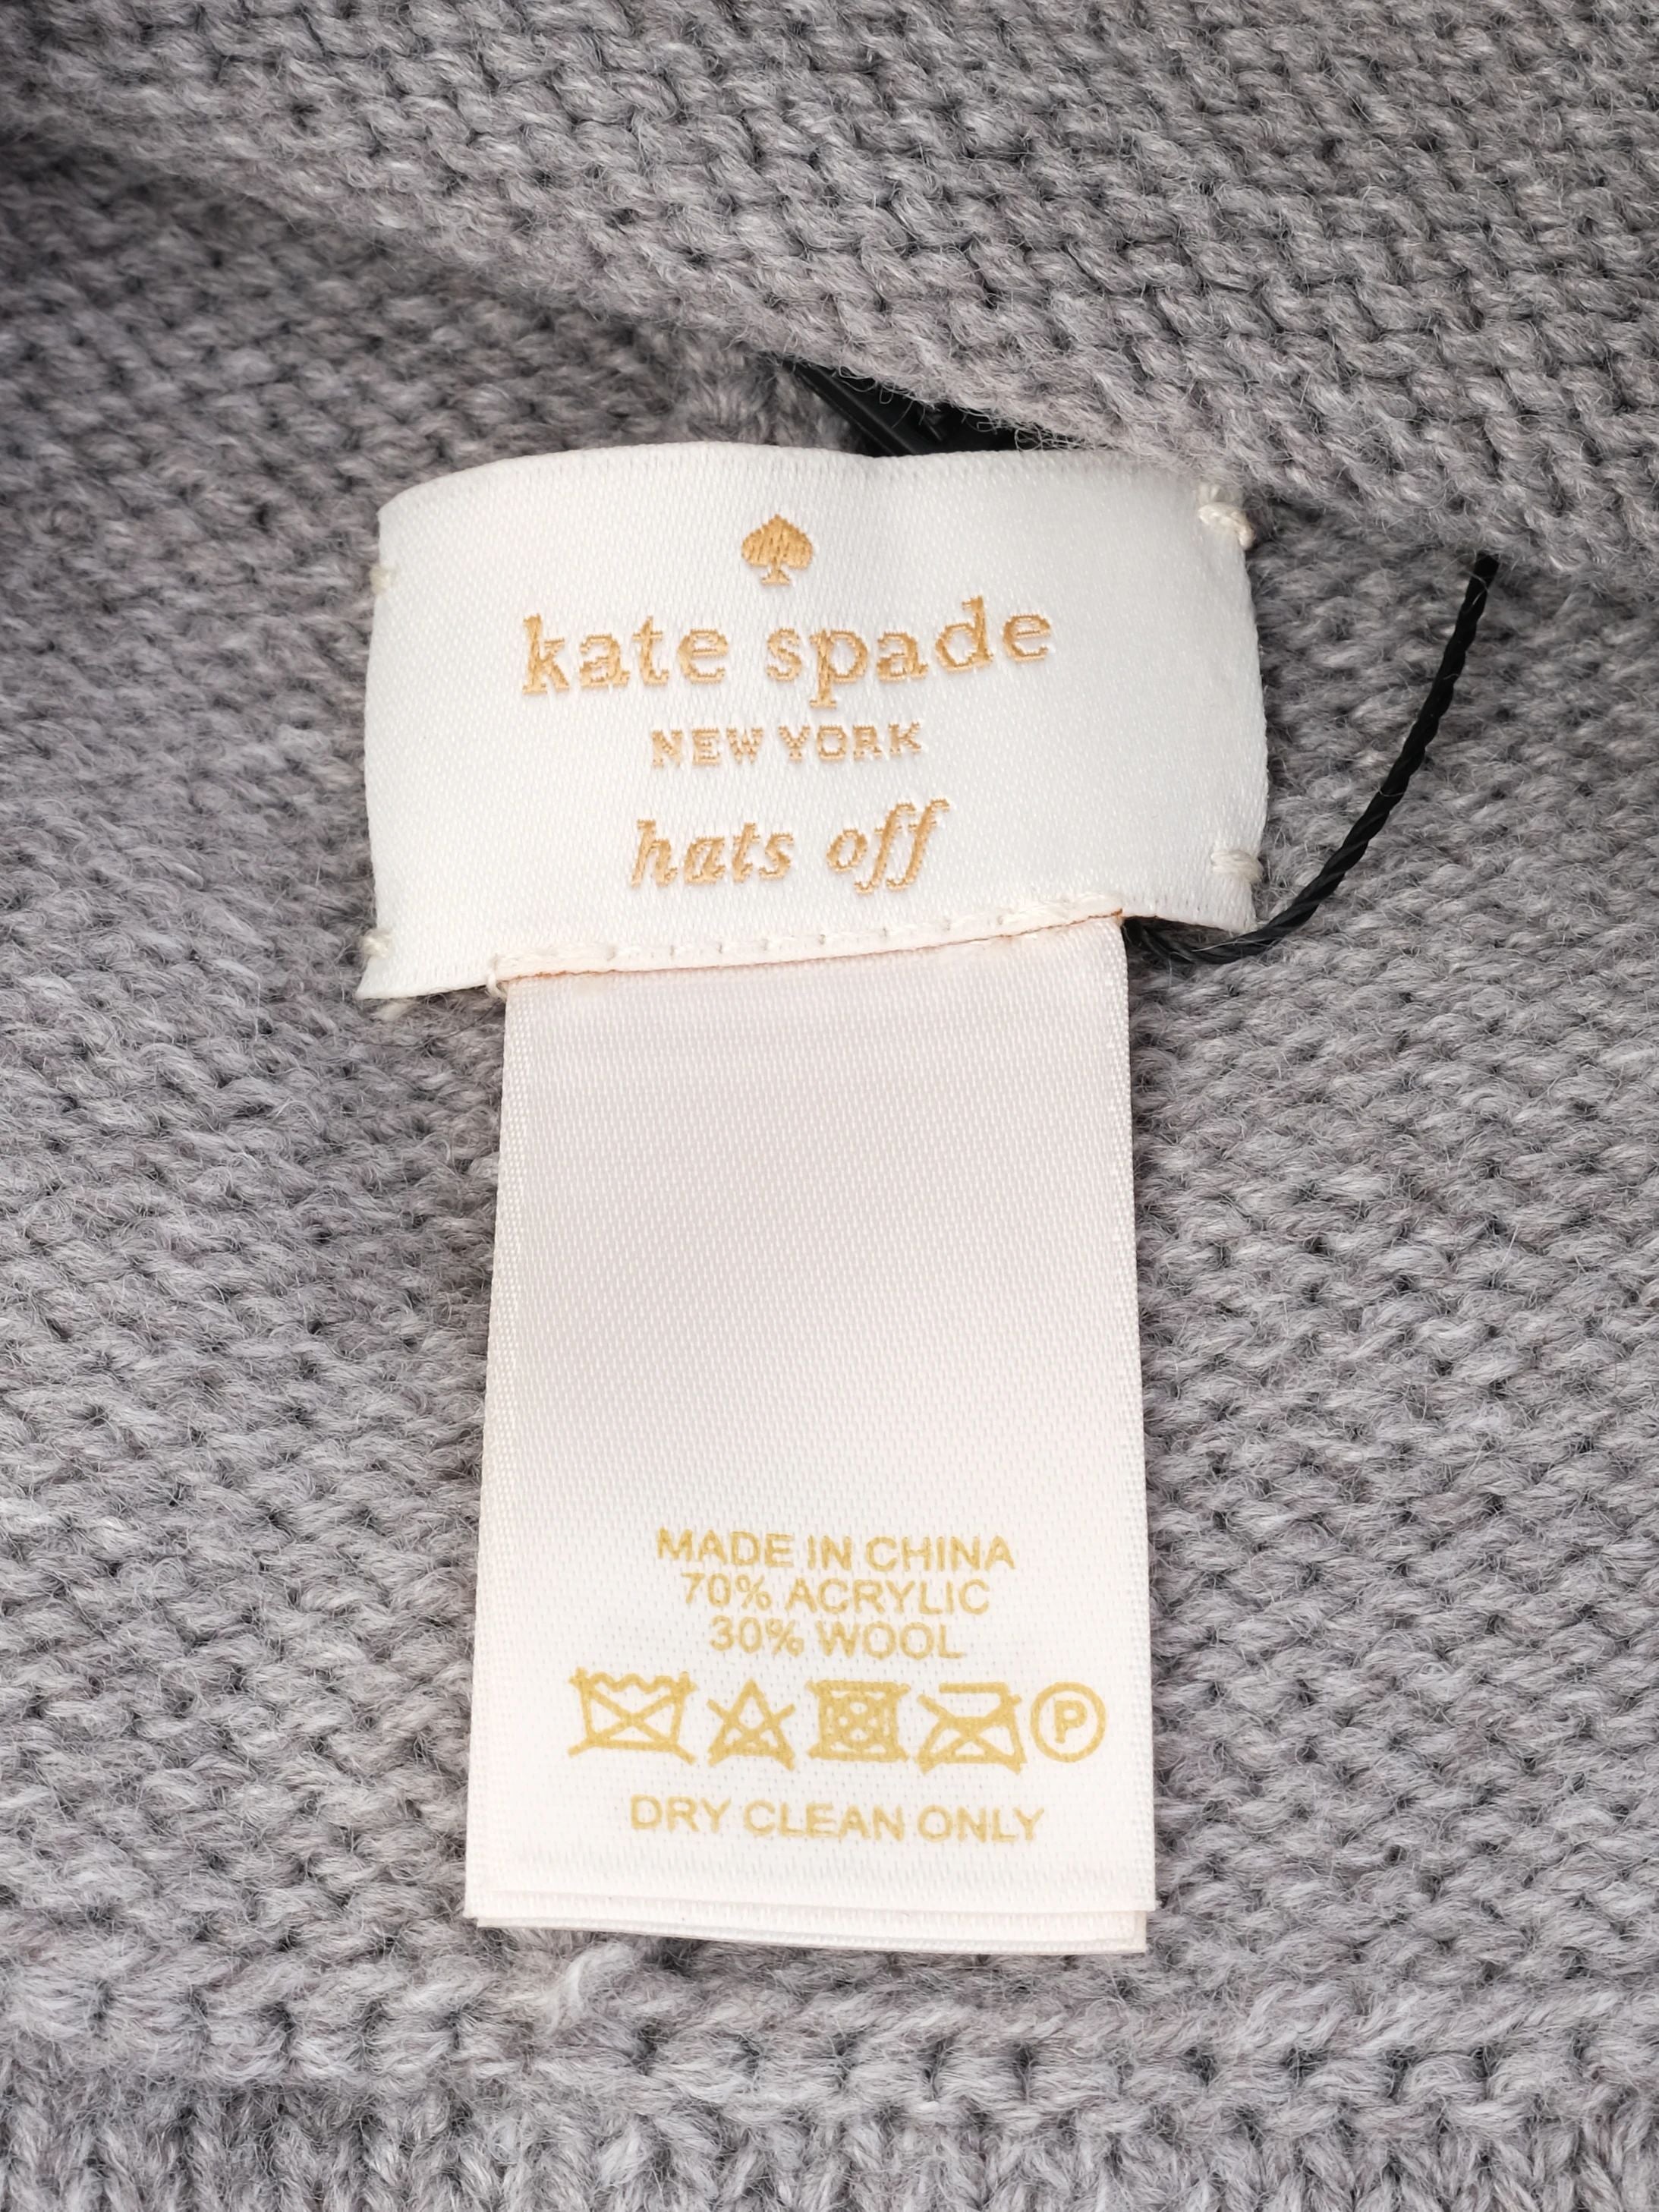 kate spade
NEW YORK
hats off
MADE IN CHINA
70% ACRYLIC
30% WOOL
P
DRY CLEAN ONLY